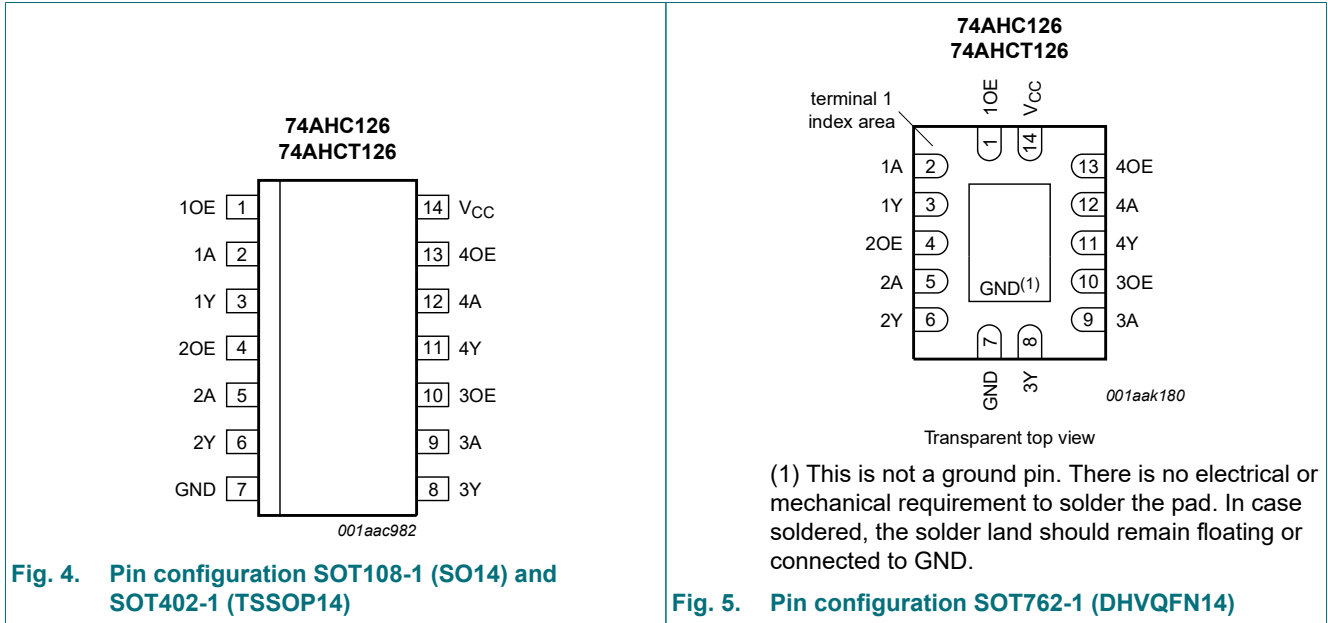 74AHC126
74AHCT126
1OE 1
1A 2
1Y 3
2OE 4
2A 5
2Y 6
GND 7
14 VCC
13 4OE
12 4A
11 4Y
10 3OE
9 3A
8 3Y
001aac982
Fig. 4. Pin configuration SOT108-1 (SO14) and
SOT402-1 (TSSOP14)
74AHC126
74AHCT126
terminal 1
index area
1OE
VCC
1
14
1A 2
1Y 3
2OE 4
2A 5
2Y 6
13 4OE
12 4A
11 4Y
10 3OE
9 3A
GND(1)
7
8
GND
3Y
001aak180
Transparent top view
(1) This is not a ground pin. There is no electrical or
mechanical requirement to solder the pad. In case
soldered, the solder land should remain floating or
connected to GND.
Fig. 5. Pin configuration SOT762-1 (DHVQFN14)